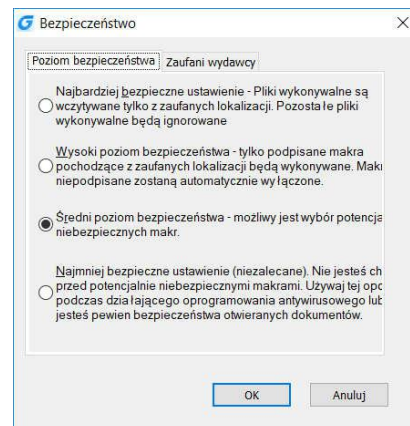 Bezpieczeństwo
Poziom bezpieczeństwa Zaufani wydawcy
Najbardziej bezpieczne ustawienie - Pliki wykonywalne są
wczytywane tylko z zaufanych lokalizacji. Pozostałe pliki
wykonywalne będą ignorowane
Wysoki poziom bezpieczeństwa - tylko podpisane makra
pochodzące z zaufanych lokalizacji będą wykonywane. Makr
niepodpisane zostaną automatycznie wyłączone.
Średni poziom bezpieczeństwa - możliwy jest wybór potencja
niebezpiecznych makr.
Najmniej bezpieczne ustawienie (niezalecane). Nie jesteś ch
przed potencjalnie niebezpiecznymi makrami. Używaj tej opc
podczas działającego oprogramowania antywirusowego lub
jesteś pewien bezpieczeństwa otwieranych dokumentów.
OK Anuluj